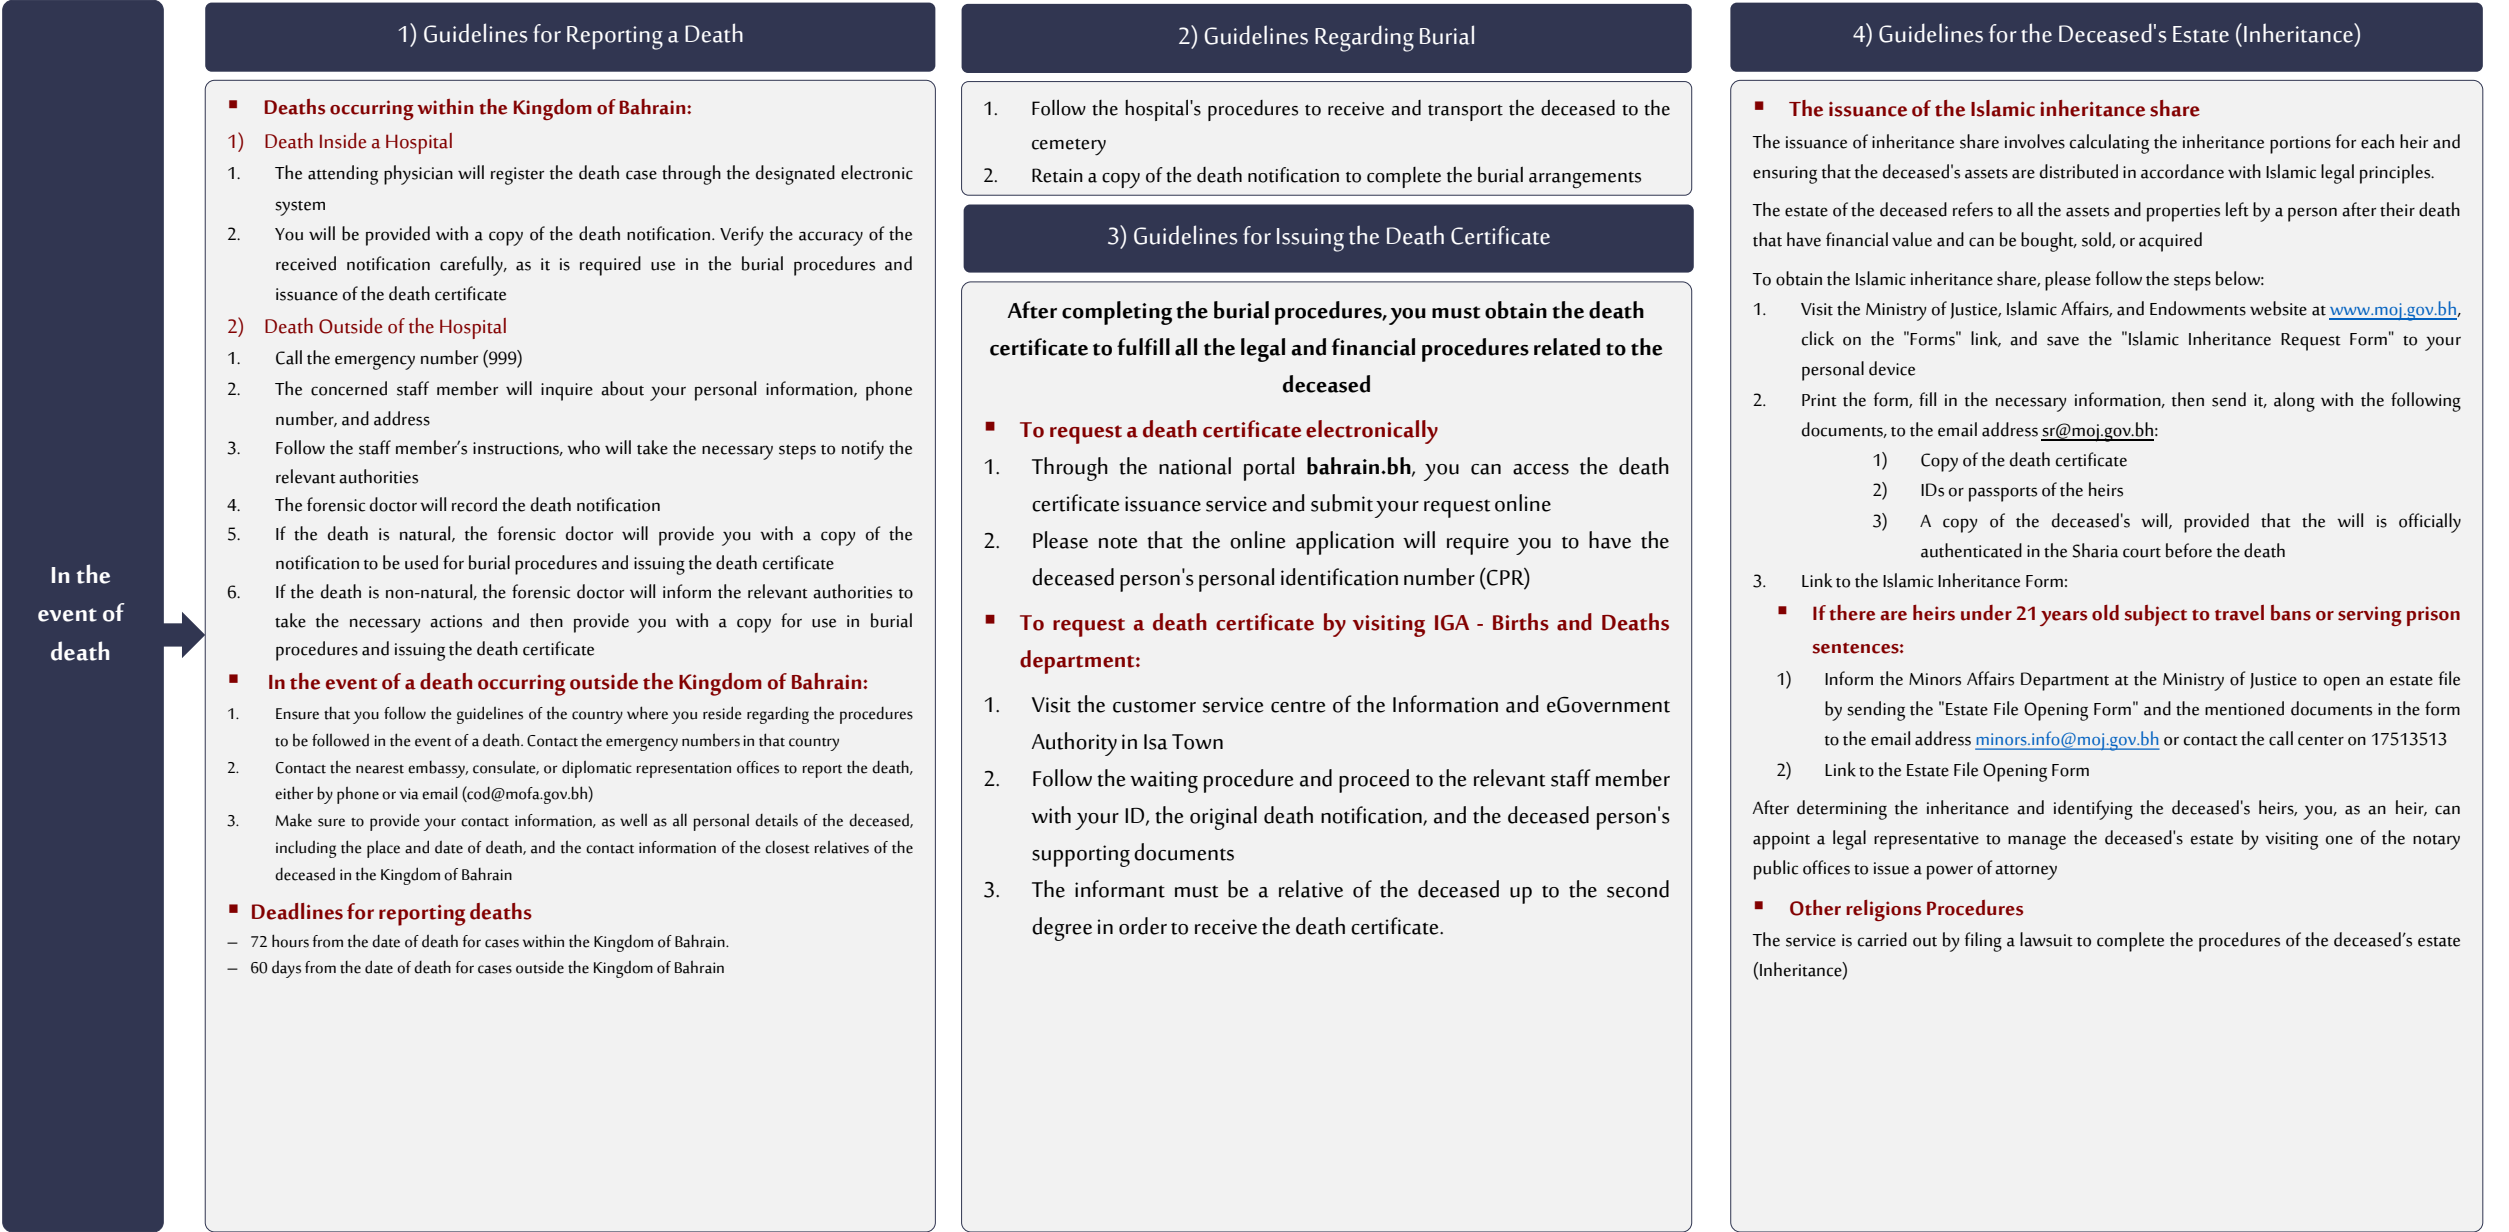 In the
event of
death
1) Guidelines for Reporting a Death
▪ Deaths occurring within the Kingdom of Bahrain:
1) Death Inside a Hospital
1. The attending physician will register the death case through the designated electronic
system
2. You will be provided with a copy of the death notification. Verify the accuracy of the
received notification carefully, as it is required use in the burial procedures and
issuance of the death certificate
2) Death Outside of the Hospital
1. Call the emergency number (999)
2. The concerned staff member will inquire about your personal information, phone
number, and address
3. Follow the staff member’s instructions, who will take the necessary steps to notify the
relevant authorities
4. The forensic doctor will record the death notification
5. If the death is natural, the forensic doctor will provide you with a copy of the
notification to be used for burial procedures and issuing the death certificate
6. If the death is non-natural, the forensic doctor will inform the relevant authorities to
take the necessary actions and then provide you with a copy for use in burial
procedures and issuing the death certificate
▪ In the event of a death occurring outside the Kingdom of Bahrain:
1. Ensure that you follow the guidelines of the country where you reside regarding the procedures
to be followed in the event of a death. Contact the emergency numbers in that country
2. Contact the nearest embassy, consulate, or diplomatic representation offices to report the death,
either by phone or via email (cod@mofa.gov.bh)
3. Make sure to provide your contact information, as well as all personal details of the deceased,
including the place and date of death, and the contact information of the closest relatives of the
deceased in the Kingdom of Bahrain
▪ Deadlines for reporting deaths
– 72 hours from the date of death for cases within the Kingdom of Bahrain.
– 60 days from the date of death for cases outside the Kingdom of Bahrain
2) Guidelines Regarding Burial
1. Follow the hospital's procedures to receive and transport the deceased to the
cemetery
2. Retain a copy of the death notification to complete the burial arrangements
3) Guidelines for Issuing the Death Certificate
After completing the burial procedures, you must obtain the death
certificate to fulfill all the legal and financial procedures related to the
deceased
▪ To request a death certificate electronically
1. Through the national portal bahrain.bh, you can access the death
certificate issuance service and submit your request online
2. Please note that the online application will require you to have the
deceased person's personal identification number (CPR)
▪ To request a death certificate by visiting IGA - Births and Deaths
department:
1. Visit the customer service centre of the Information and eGovernment
Authority in Isa Town
2. Follow the waiting procedure and proceed to the relevant staff member
with your ID, the original death notification, and the deceased person's
supporting documents
3. The informant must be a relative of the deceased up to the second
degree in order to receive the death certificate.
4) Guidelines for the Deceased's Estate (Inheritance)
▪ The issuance of the Islamic inheritance share
The issuance of inheritance share involves calculating the inheritance portions for each heir and
ensuring that the deceased's assets are distributed in accordance with Islamic legal principles.
The estate of the deceased refers to all the assets and properties left by a person after their death
that have financial value and can be bought, sold, or acquired
To obtain the Islamic inheritance share, please follow the steps below:
1. Visit the Ministry of Justice, Islamic Affairs, and Endowments website at www.moj.gov.bh,
click on the "Forms" link, and save the "Islamic Inheritance Request Form" to your
personal device
2. Print the form, fill in the necessary information, then send it, along with the following
documents, to the email address sr@moj.gov.bh:
1) Copy of the death certificate
2) IDs or passports of the heirs
3) A copy of the deceased's will, provided that the will is officially
authenticated in the Sharia court before the death
3. Link to the Islamic Inheritance Form:
▪ If there are heirs under 21 years old subject to travel bans or serving prison
sentences:
1) Inform the Minors Affairs Department at the Ministry of Justice to open an estate file
by sending the "Estate File Opening Form" and the mentioned documents in the form
to the email address minors.info@moj.gov.bh or contact the call center on 17513513
2) Link to the Estate File Opening Form
After determining the inheritance and identifying the deceased's heirs, you, as an heir, can
appoint a legal representative to manage the deceased's estate by visiting one of the notary
public offices to issue a power of attorney
▪ Other religions Procedures
The service is carried out by filing a lawsuit to complete the procedures of the deceased’s estate
(Inheritance)